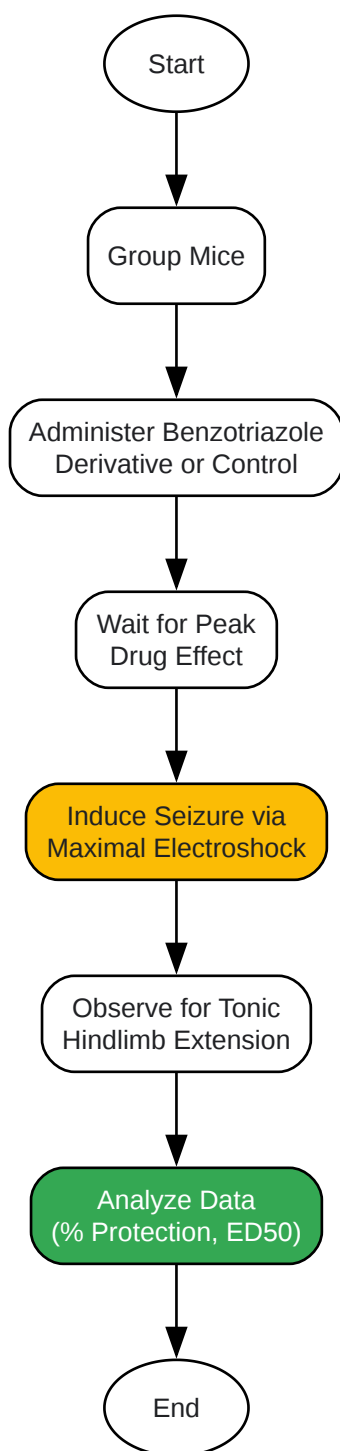 Start
Group Mice
Administer Benzotriazole
Derivative or Control
Wait for Peak
Drug Effect
Induce Seizure via
Maximal Electroshock
Observe for Tonic
Hindlimb Extension
Analyze Data
(% Protection, ED50)
End